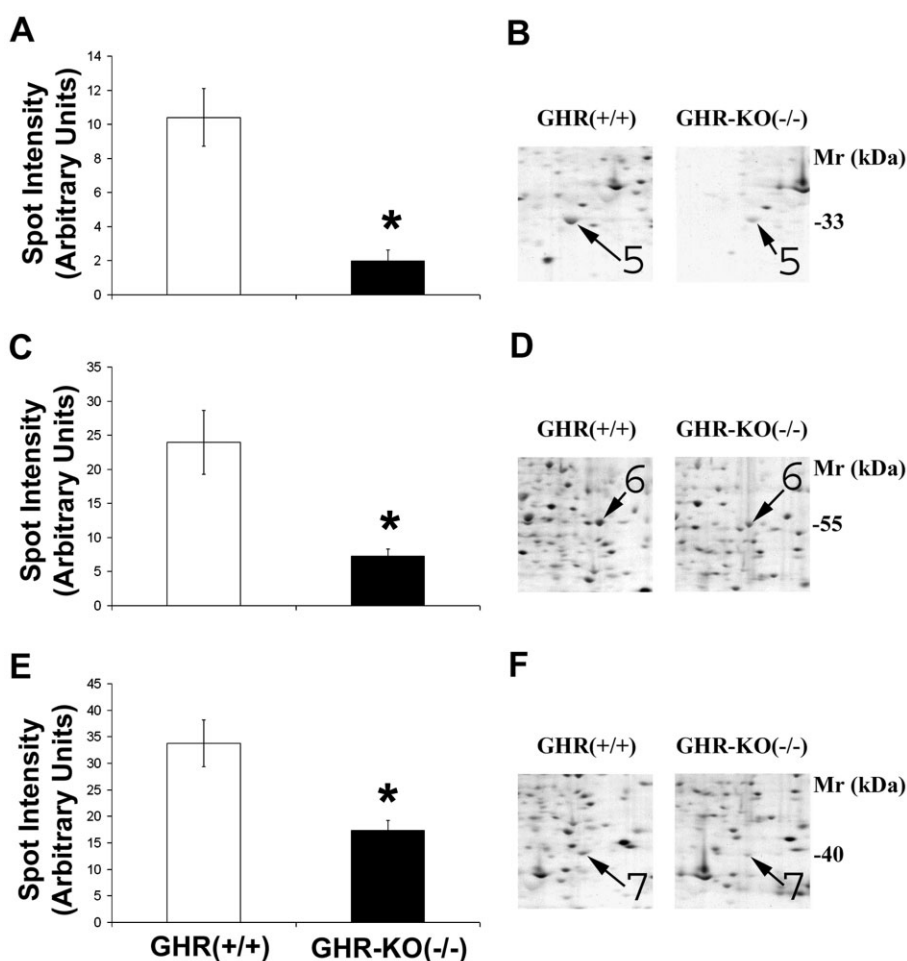 A
Spot Intensity
(Arbitrary Units)
14
12
10
8
6
4
2
0
*
B
GHR(+/+) GHR-KO(-/-)
Mr (kDa)
-33
5 5
C
Spot Intensity
(Arbitrary Units)
35
30
25
20
15
10
5
0
*
D
GHR(+/+) GHR-KO(-/-)
Mr (kDa)
6 6
-55
E
Spot Intensity
(Arbitrary Units)
45
40
35
30
25
20
15
10
5
0
*
GHR(+/+) GHR-KO(-/-)
F
GHR(+/+) GHR-KO(-/-)
Mr (kDa)
-40
7 7